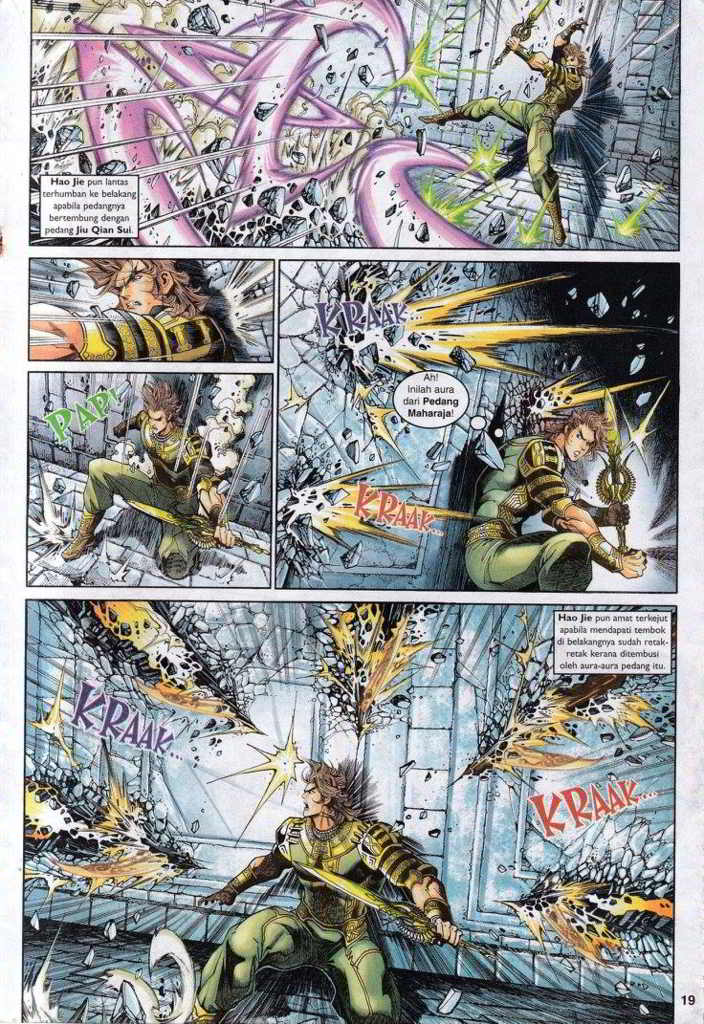 Hao Jie pun lantas
terhumban ke belakang
apabila pedangnya
bertembung dengan
pedang Jiu Qian Sui.
KRAAK...
Ah!
Inilah aura
dari Pedang
Maharaja!
PAP!
KRAAK...
Hao Jie pun amat terkejut
apabila mendapati tembok
di belakangnya sudah retak-
retak kerana ditembusi
oleh aura-aura pedang itu.
KRAAK...
KRAAK...
19